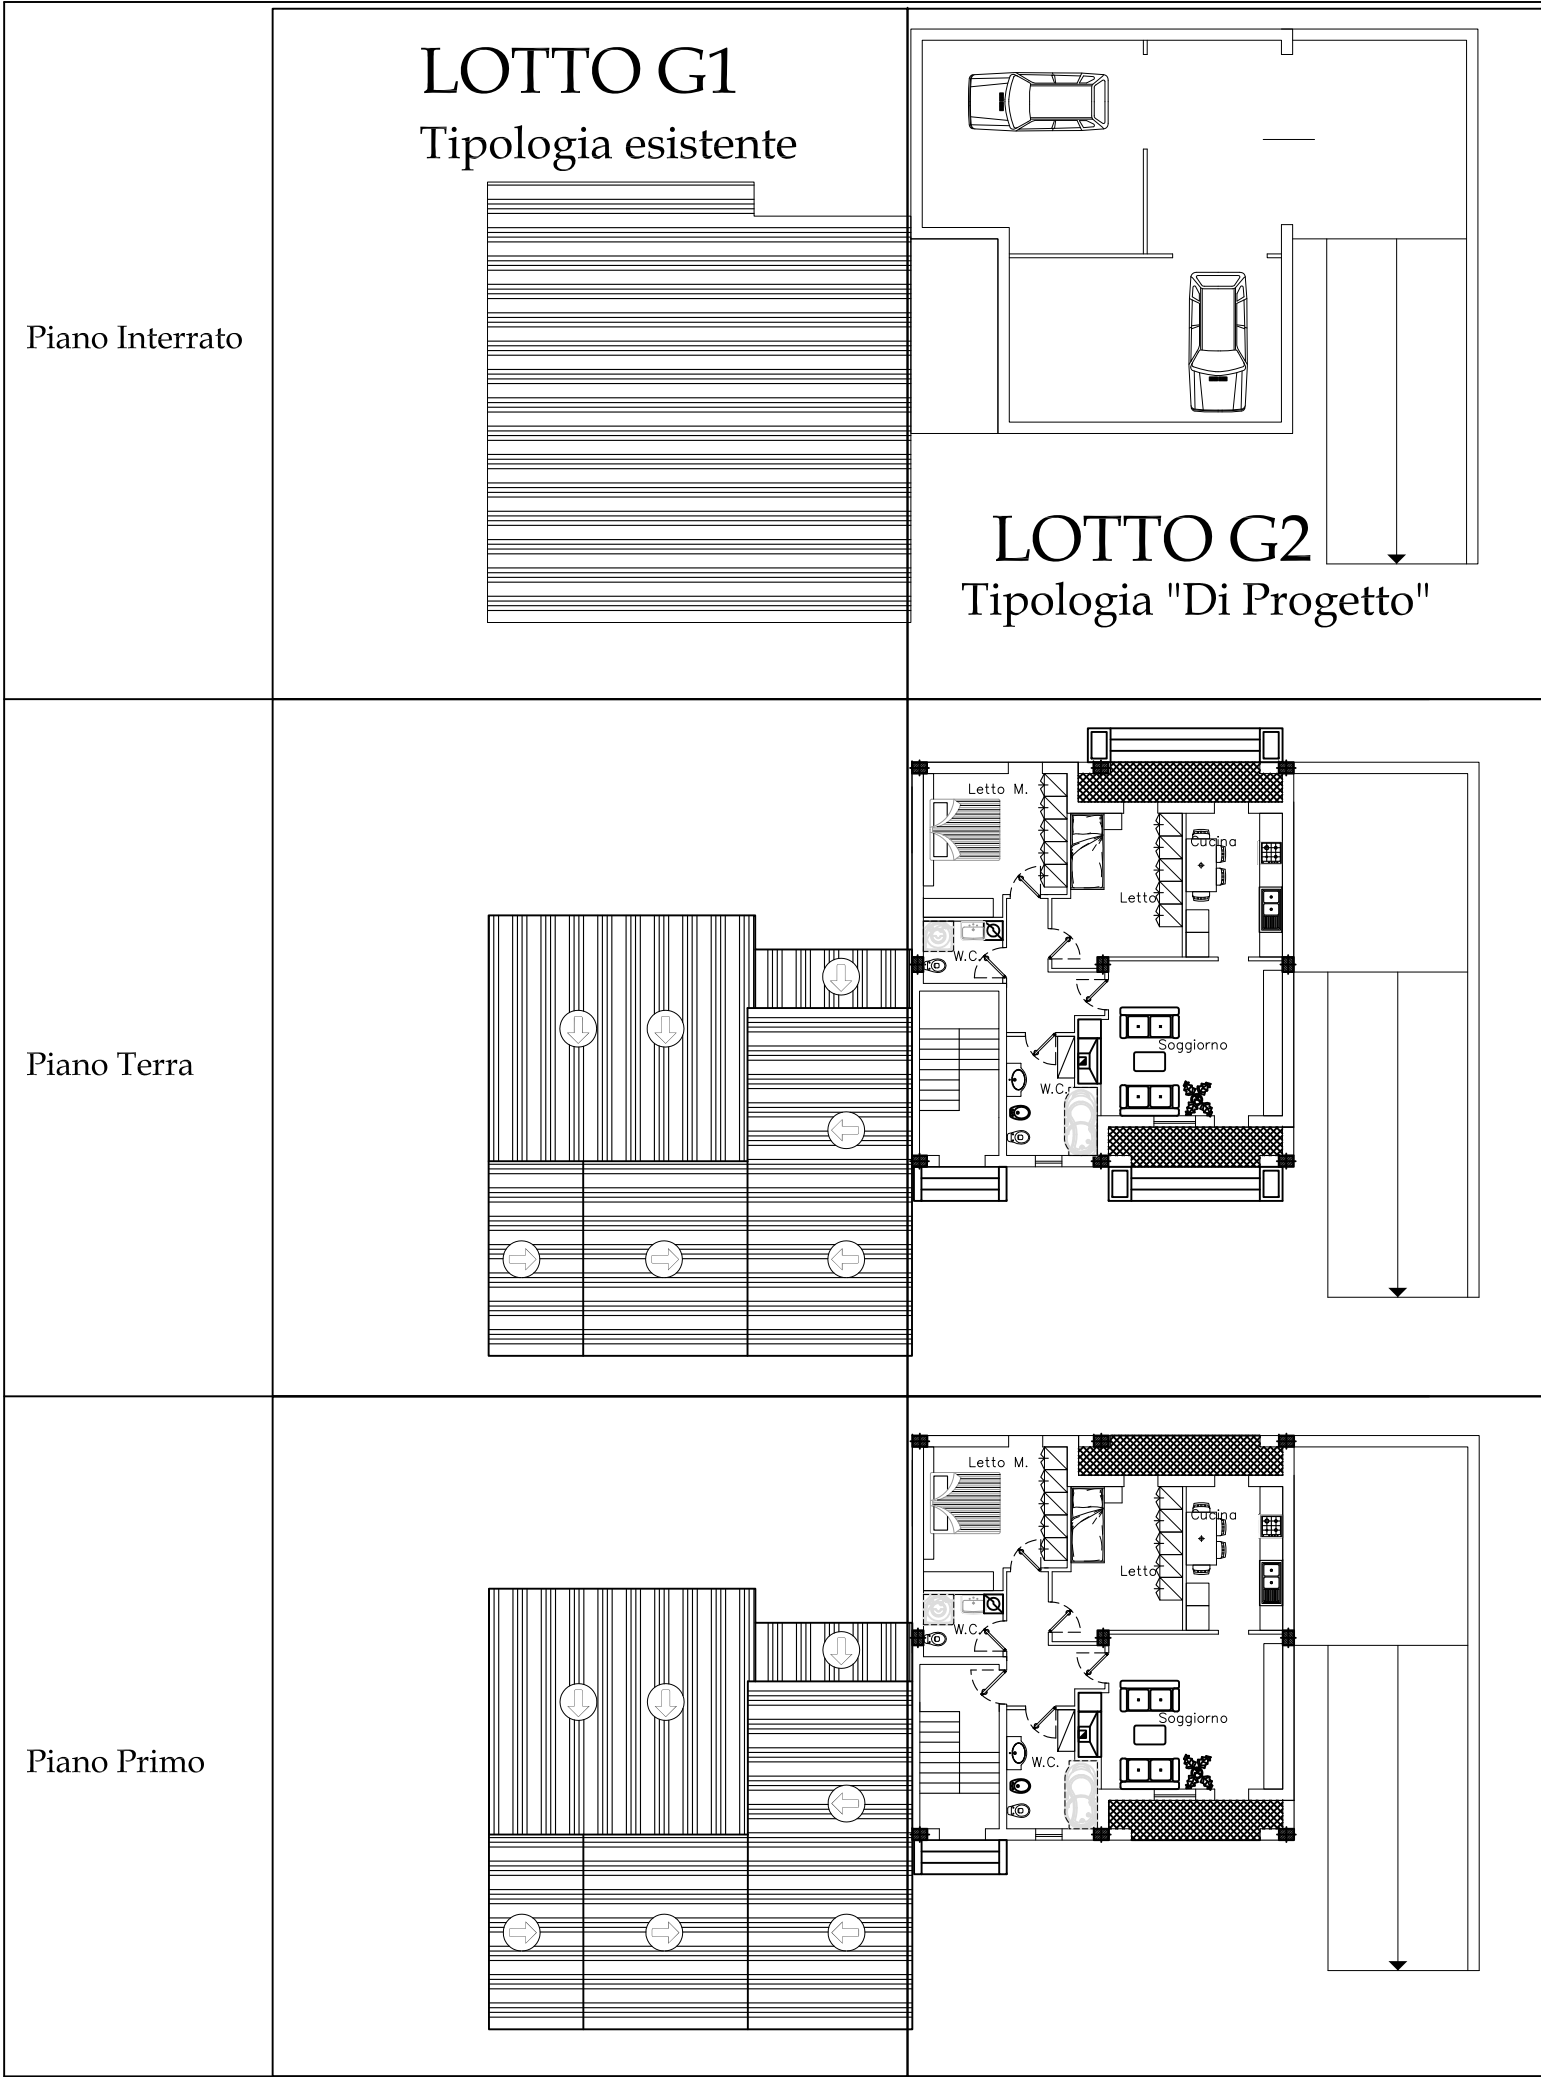 LOTTO G1
Tipologia esistente
Piano Interrato
LOTTO G2
Tipologia "Di Progetto"
Piano Terra
Letto M.
Cucina
Letto
W.C.
Soggiorno
W.C.
Piano Primo
Letto M.
Cucina
Letto
W.C.
Soggiorno
W.C.